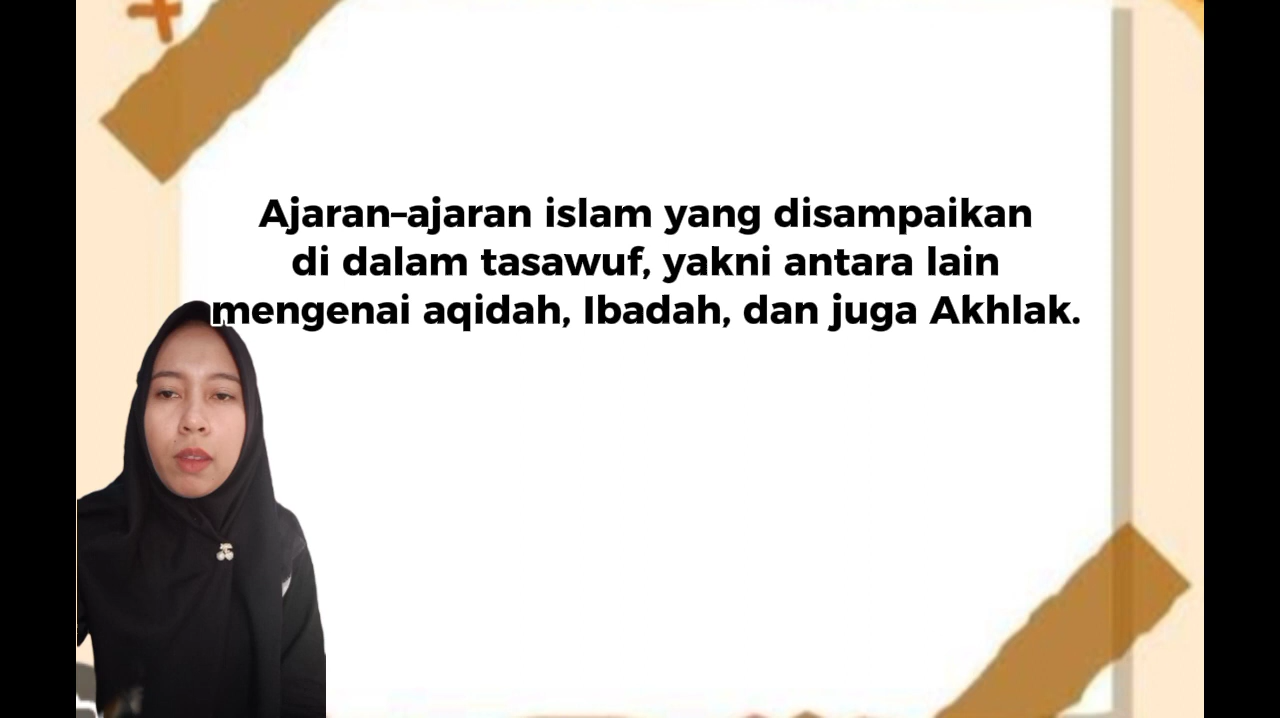 Ajaran–ajaran islam yang disampaikan
di dalam tasawuf, yakni antara lain
mengenai aqidah, Ibadah, dan juga Akhlak.